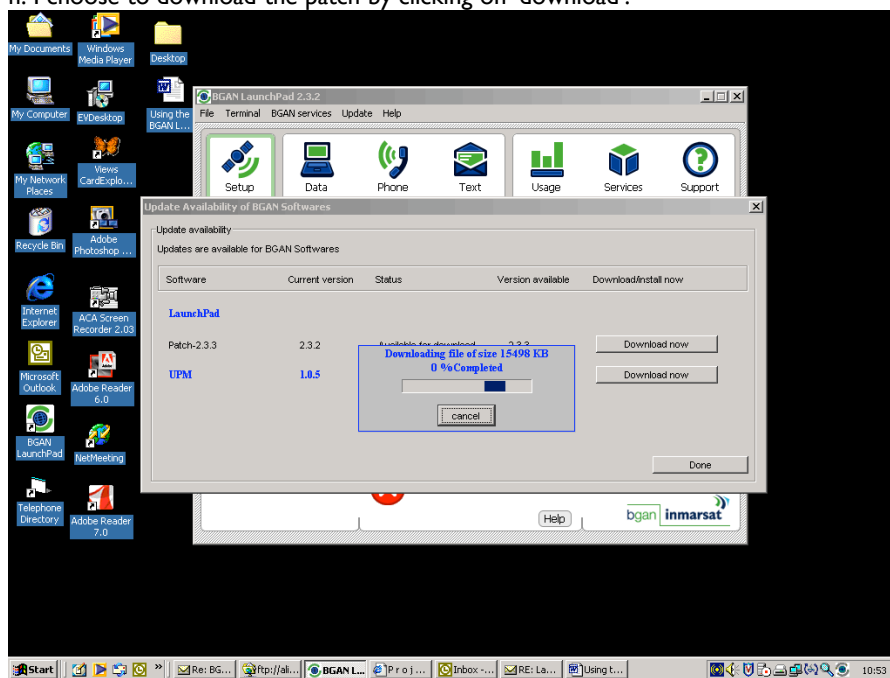 I choose to download the patch by clicking on 'download'.
My Documents
Windows
Media Player
Desktop
My Computer
EVDesktop
Using the
BGAN L...
My Network
Places
Views
CardExplo...
Recycle Bin
Adobe
Photoshop ...
Internet
Explorer
ACA Screen
Recorder 2.03
Microsoft
Outlook
Adobe Reader
6.0
BGAN
LaunchPad
NetMeeting
Telephone
Directory
Adobe Reader
7.0
BGAN LaunchPad 2.3.2
File Terminal BGAN services Update Help
Setup Data Phone Text Usage Services Support
Update Availability of BGAN Softwares
Update availability
Updates are available for BGAN Softwares
Software Current version Status Version available Download/install now
LaunchPad
Patch-2.3.3 2.3.2 Available for download 2.3.3 Download now
Downloading file of size 15498 KB
0 %Completed
UPM 1.0.5 Download now
cancel
Done
Help
bgan inmarsat
Start Re: BG... ftp://ali... BGAN L... P r o j ... Inbox -... RE: La... Using t... 10:53